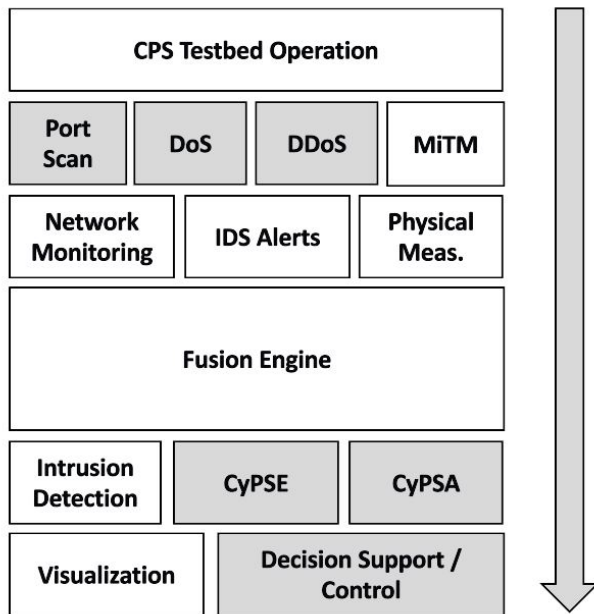 CPS Testbed Operation
Port
Scan
DoS
DDoS
MiTM
Network
Monitoring
IDS Alerts
Physical
Meas.
Fusion Engine
Intrusion
Detection
CyPSE
CyPSA
Visualization
Decision Support /
Control